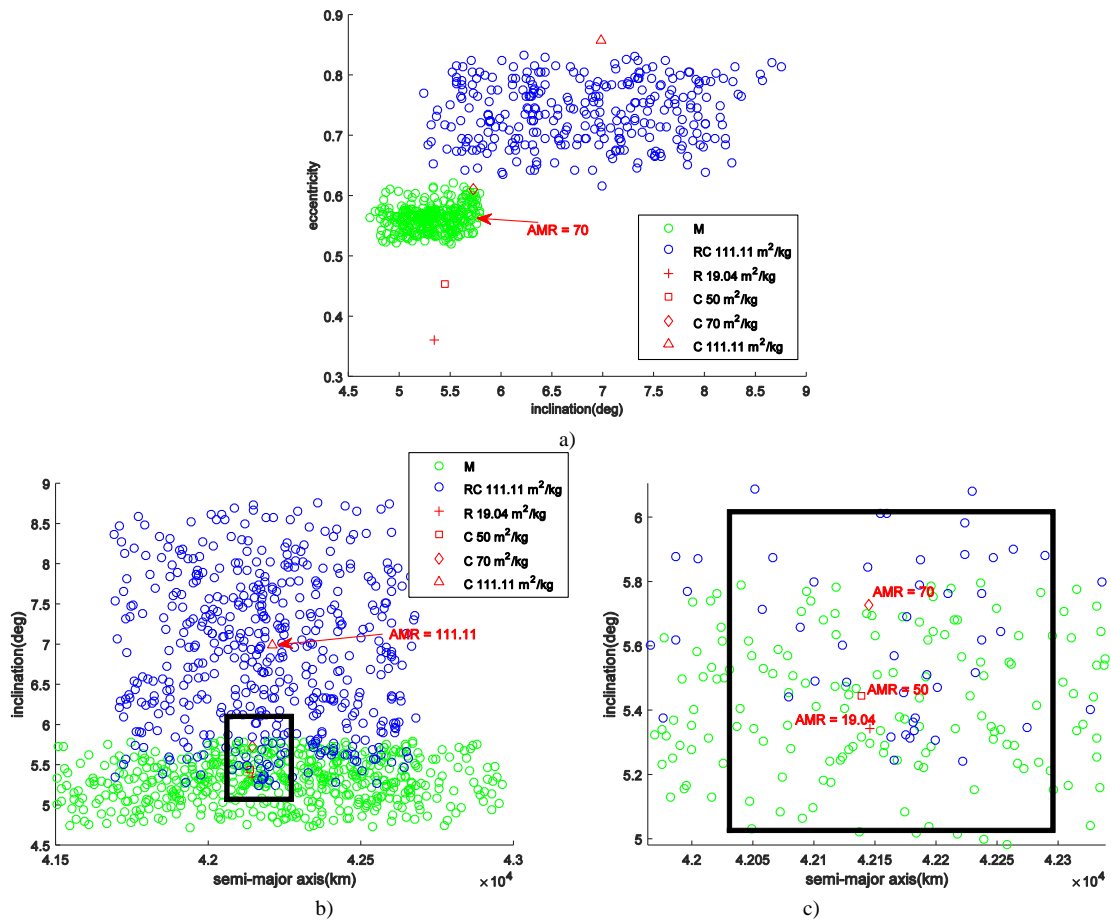 0.9
0.8
0.7
0.6
0.5
0.4
0.3
eccentricity
AMR = 70
M
RC 111.11 m²/kg
R 19.04 m²/kg
C 50 m²/kg
C 70 m²/kg
C 111.11 m²/kg
4.5 5 5.5 6 6.5 7 7.5 8 8.5 9
inclination(deg)
a)
M
RC 111.11 m²/kg
R 19.04 m²/kg
C 50 m²/kg
C 70 m²/kg
C 111.11 m²/kg
9
8.5
8
7.5
7
6.5
6
5.5
5
4.5
inclination(deg)
AMR = 111.11
4.15 4.2 4.25 4.3
semi-major axis(km) ×10⁴
b)
6
5.8
5.6
5.4
5.2
5
inclination(deg)
AMR = 70
AMR = 50
AMR = 19.04
4.2 4.205 4.21 4.215 4.22 4.225 4.23
semi-major axis(km) ×10⁴
c)